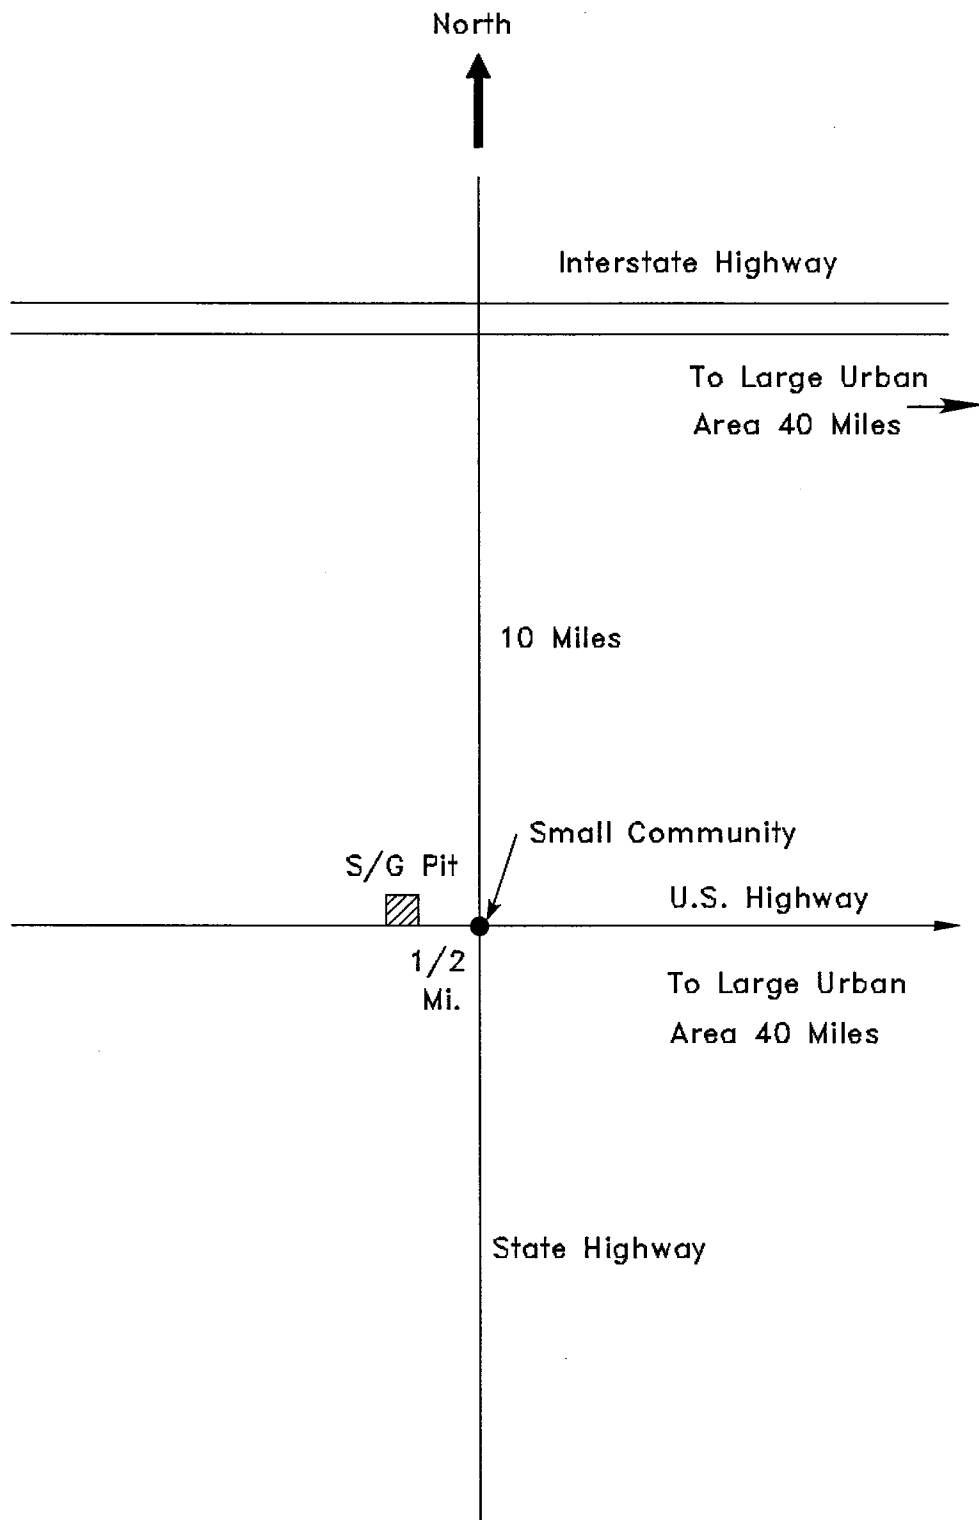 North
Interstate Highway
To Large Urban
Area 40 Miles
10 Miles
Small Community
S/G Pit
U.S. Highway
1/2
Mi.
To Large Urban
Area 40 Miles
State Highway